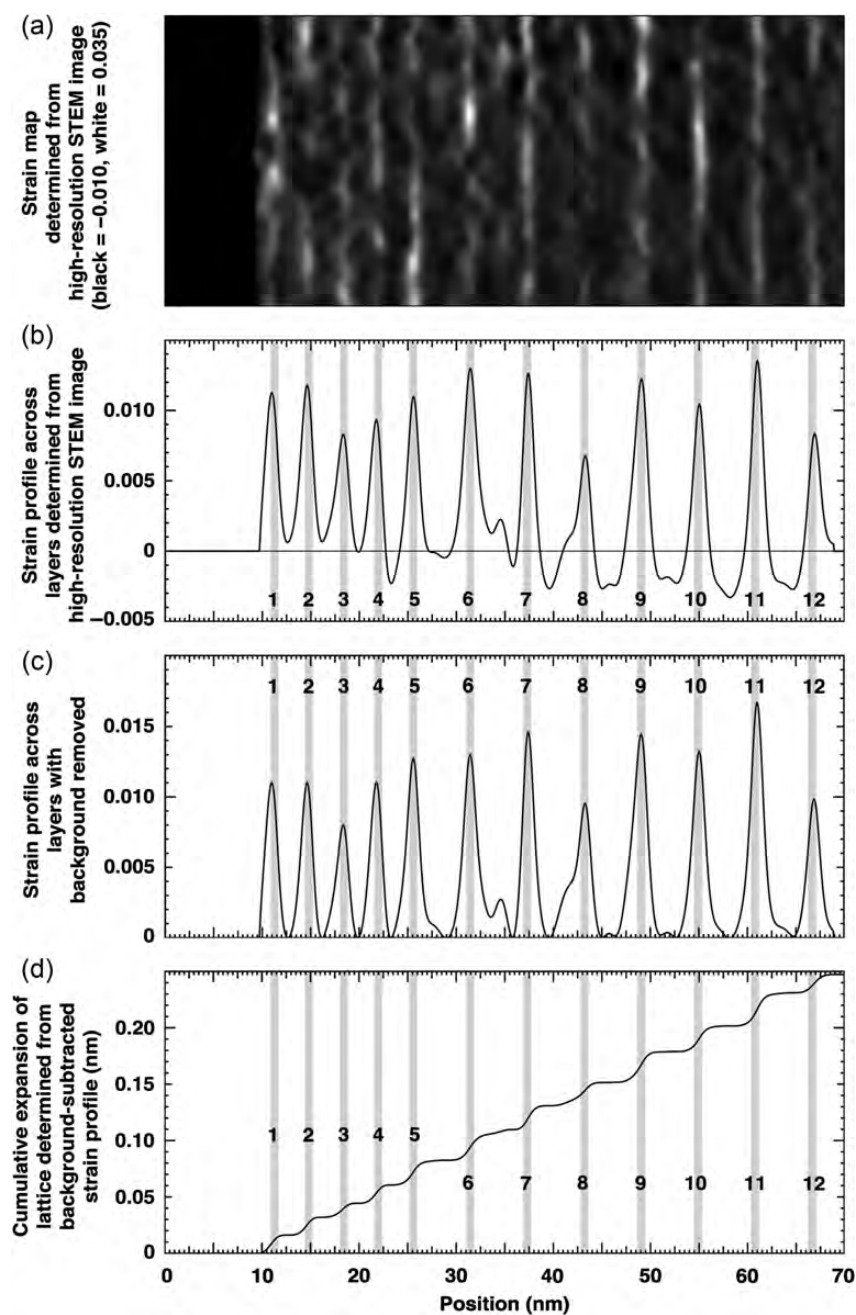 (a)
Strain map
determined from
high-resolution STEM image
(black = −0.010, white = 0.035)
(b)
Strain profile across
layers determined from
high-resolution STEM image
0.010
0.005
0
−0.005
1 2 3 4 5 6 7 8 9 10 11 12
(c)
Strain profile across
layers with
background removed
1 2 3 4 5 6 7 8 9 10 11 12
0.015
0.010
0.005
0
(d)
Cumulative expansion of
lattice determined from
background-subtracted
strain profile (nm)
0.20
0.15
0.10
0.05
0
1 2 3 4 5
6 7 8 9 10 11 12
0 10 20 30 40 50 60 70
Position (nm)